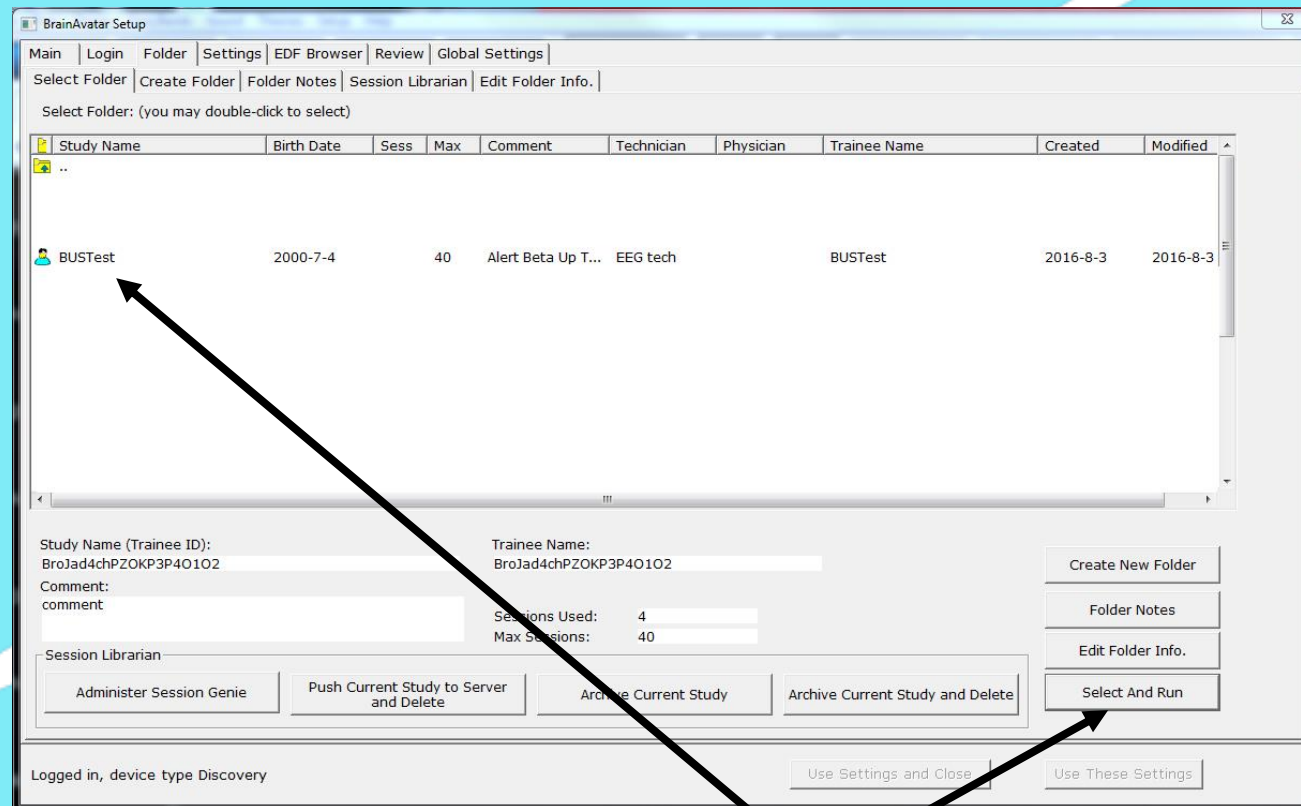 BrainAvatar Setup
Main Login Folder Settings EDF Browser Review Global Settings
Select Folder Create Folder Folder Notes Session Librarian Edit Folder Info.
Select Folder: (you may double-click to select)
Study Name Birth Date Sess Max Comment Technician Physician Trainee Name Created Modified
..
BUSTest 2000-7-4 40 Alert Beta Up T... EEG tech BUSTest 2016-8-3 2016-8-3
Study Name (Trainee ID): Trainee Name:
BroJad4chPZOKP3P4O1O2 BroJad4chPZOKP3P4O1O2
Create New Folder
Comment:
comment
Sessions Used: 4
Folder Notes
Max Sessions: 40
Edit Folder Info.
Session Librarian
Administer Session Genie
Push Current Study to Server
and Delete
Archive Current Study
Archive Current Study and Delete
Select And Run
Logged in, device type Discovery
Use Settings and Close
Use These Settings